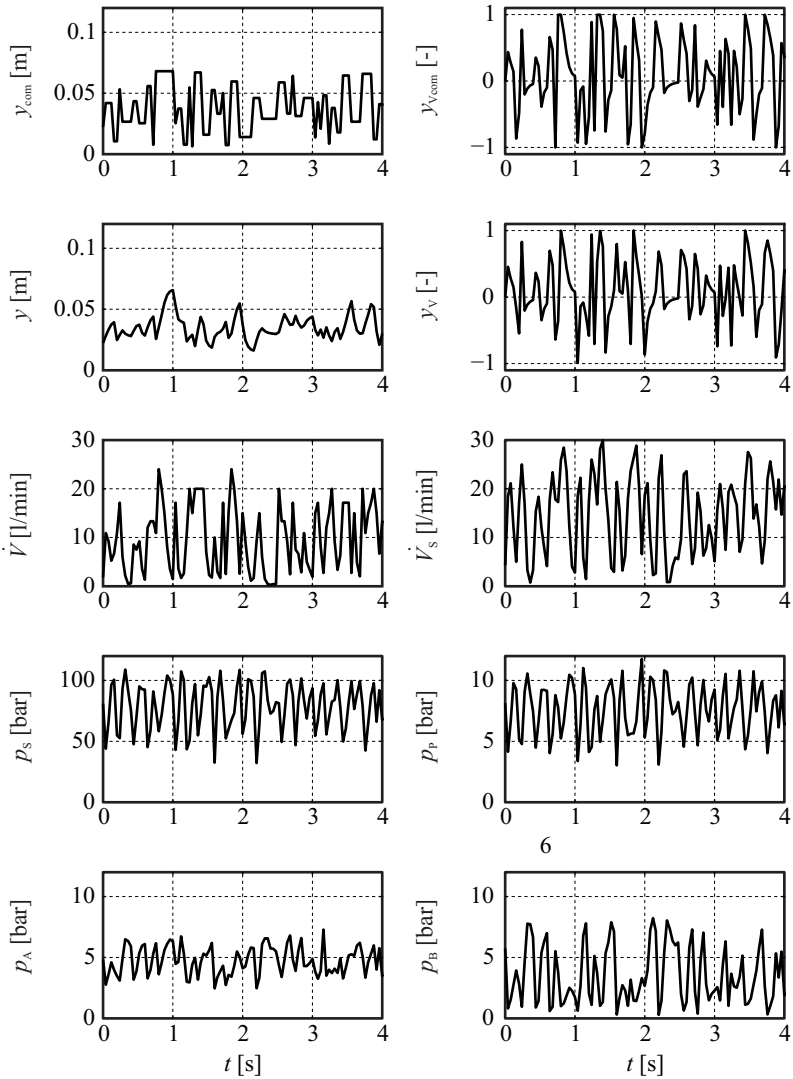 0.1
0.05
0
y_com [m]
0 1 2 3 4
1
0
−1
y_Vcom [-]
0 1 2 3 4
0.1
0.05
0
y [m]
0 1 2 3 4
1
0
−1
y_V [-]
0 1 2 3 4
30
20
10
0
V̇ [l/min]
0 1 2 3 4
30
20
10
0
V̇_S [l/min]
0 1 2 3 4
100
50
0
p_S [bar]
0 1 2 3 4
10
5
0
p_P [bar]
0 1 2 3 4
6
10
5
0
p_A [bar]
0 1 2 3 4
t [s]
10
5
0
p_B [bar]
0 1 2 3 4
t [s]